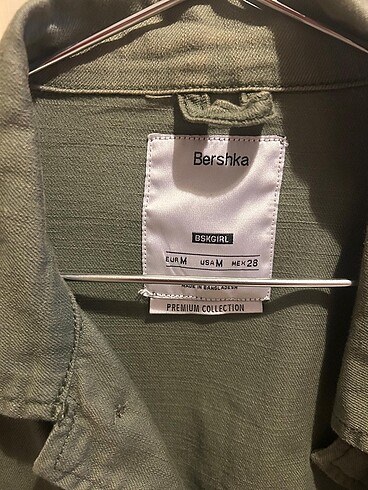 Bershka
BSKGIRL
EUR M USA M MEX 28
MADE IN BANGLADESH
PREMIUM COLLECTION